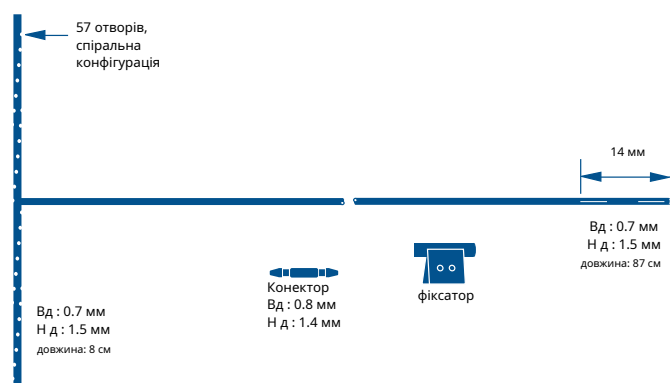 57 отворів,
спіральна
конфігурація
14 мм
Вд : 0.7 мм
Н д : 1.5 мм
довжина: 87 см
Конектор
Вд : 0.8 мм
Н д : 1.4 мм
фіксатор
Вд : 0.7 мм
Н д : 1.5 мм
довжина: 8 см